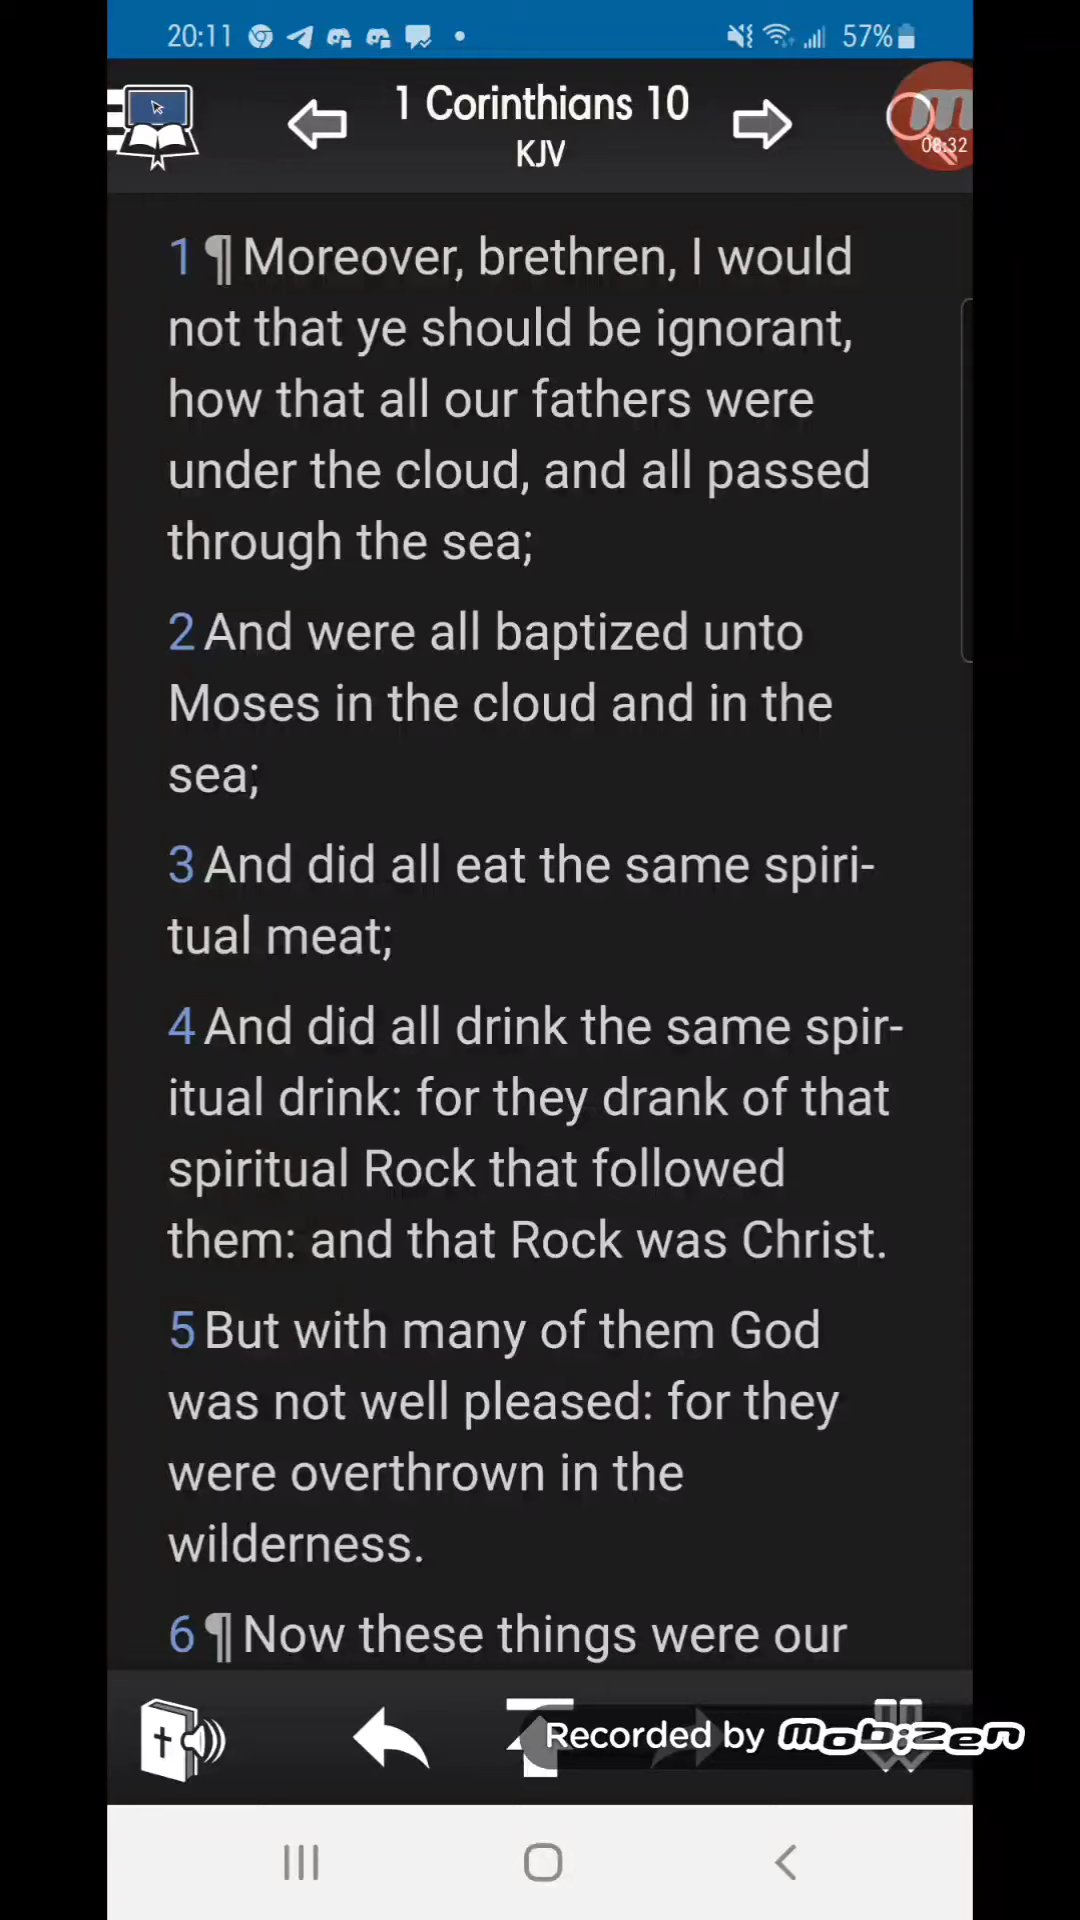 20:11
57%
1 Corinthians 10
KJV
08:32
1 ¶ Moreover, brethren, I would
not that ye should be ignorant,
how that all our fathers were
under the cloud, and all passed
through the sea;
2 And were all baptized unto
Moses in the cloud and in the
sea;
3 And did all eat the same spiri-
tual meat;
4 And did all drink the same spir-
itual drink: for they drank of that
spiritual Rock that followed
them: and that Rock was Christ.
5 But with many of them God
was not well pleased: for they
were overthrown in the
wilderness.
6 ¶ Now these things were our
Recorded by mobizen